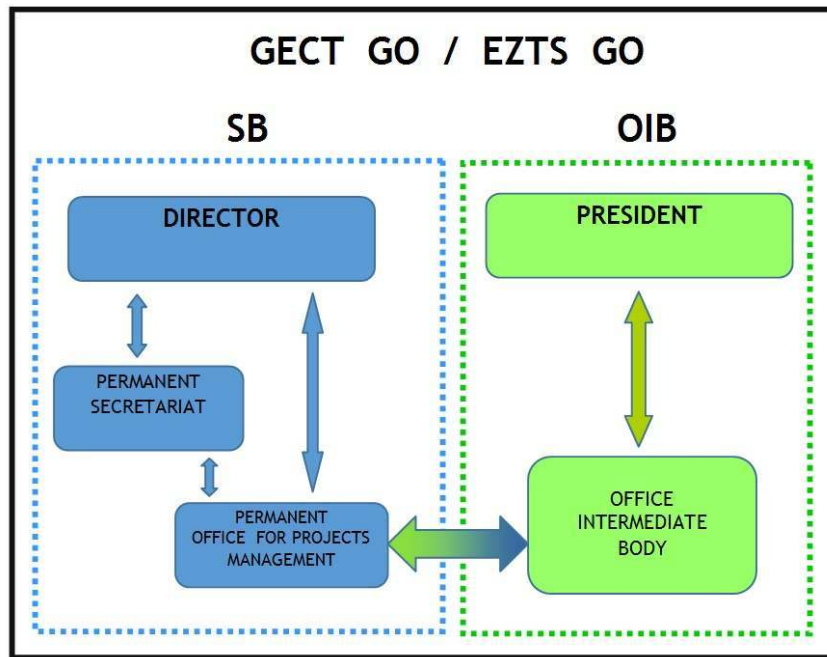 GECT GO / EZTS GO
SB
OIB
DIRECTOR
PRESIDENT
PERMANENT
SECRETARIAT
PERMANENT
OFFICE FOR PROJECTS
MANAGEMENT
OFFICE
INTERMEDIATE
BODY